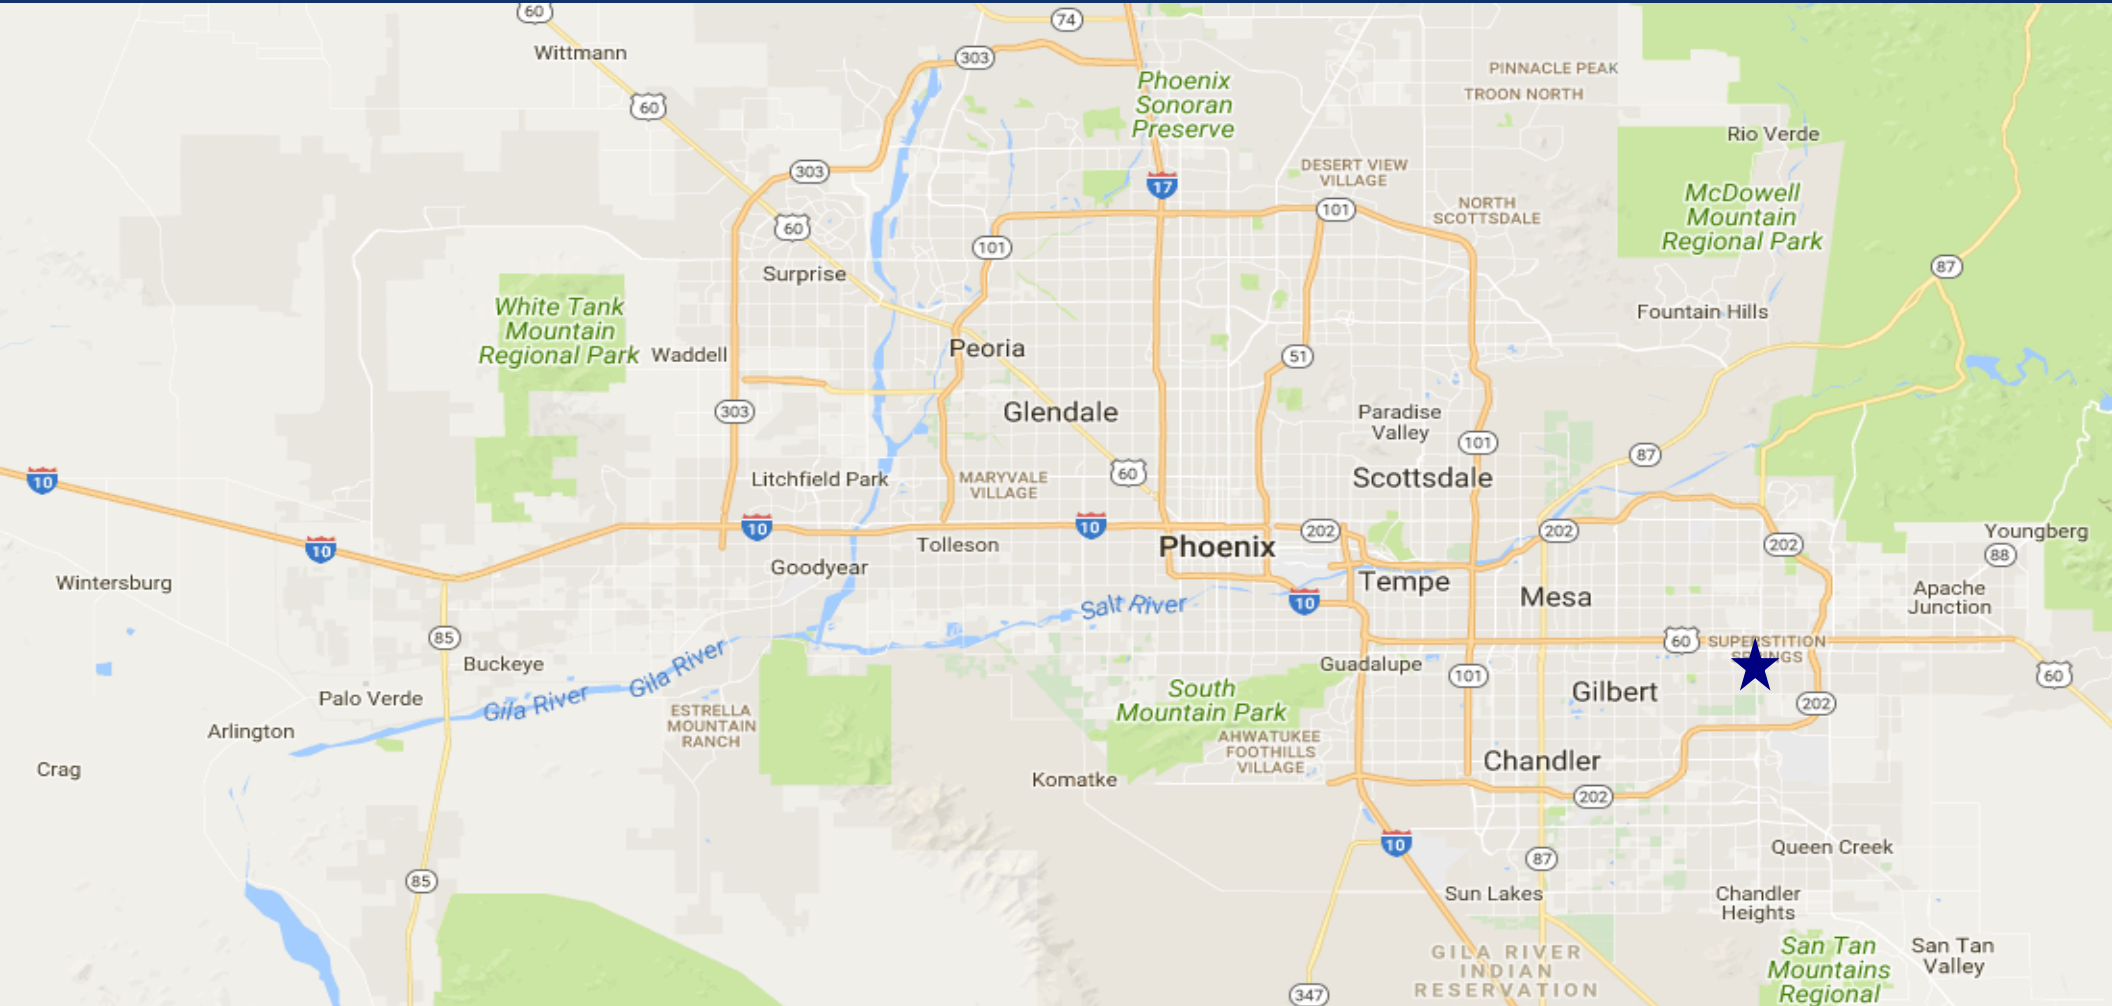 60
74
Wittmann
303
PINNACLE PEAK
Phoenix
Sonoran
Preserve
TROON NORTH
60
Rio Verde
303
DESERT VIEW
VILLAGE
17
McDowell
Mountain
Regional Park
NORTH
SCOTTSDALE
101
60
101
87
Surprise
White Tank
Mountain
Regional Park
Fountain Hills
Waddell
Peoria
51
303
Glendale
Paradise
Valley
101
87
10
Litchfield Park
MARYVALE
VILLAGE
60
Scottsdale
10
10
10
202
202
202
Youngberg
Tolleson
Phoenix
88
Goodyear
Wintersburg
Tempe
Mesa
Apache
Junction
Salt River
10
85
60
SUPERSTITION
SPRINGS
Buckeye
Gila River
Guadalupe
101
60
Palo Verde
Gila River
South
Mountain Park
Gilbert
202
Arlington
ESTRELLA
MOUNTAIN
RANCH
AHWATUKEE
FOOTHILLS
VILLAGE
Chandler
Crag
Komatke
202
10
Queen Creek
87
85
Sun Lakes
Chandler
Heights
GILA RIVER
INDIAN
RESERVATION
San Tan
Mountains
Regional
San Tan
Valley
347